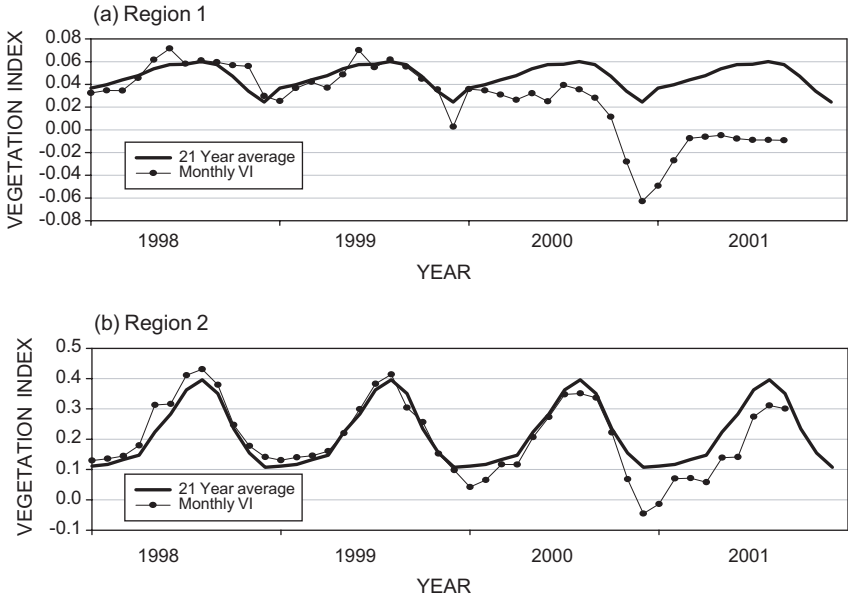 (a) Region 1
VEGETATION INDEX
0.08
0.06
0.04
0.02
0.00
-0.02
-0.04
-0.06
-0.08
21 Year average
Monthly VI
1998 1999 2000 2001
YEAR
(b) Region 2
VEGETATION INDEX
0.5
0.4
0.3
0.2
0.1
0.0
-0.1
21 Year average
Monthly VI
1998 1999 2000 2001
YEAR